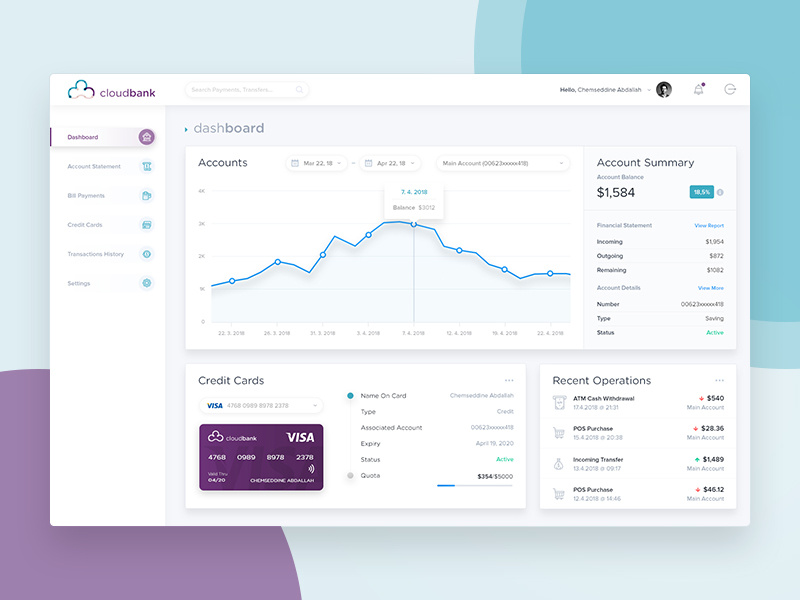 cloudbank
Search Payments, Transfers...
Hello, Chemseddine Abdallah
dashboard
Dashboard
Account Statement
Bill Payments
Credit Cards
Transactions History
Settings
Accounts
Mar 22, 18 – Apr 22, 18
Main Account (00623xxxxx418)
7. 4. 2018
Balance $3012
4K
3K
2K
1K
0
22. 3. 2018 26. 3. 2018 31. 3. 2018 3. 4. 2018 7. 4. 2018 13. 4. 2018 19. 4. 2018 22. 4. 2018
Account Summary
Account Balance
$1,584
18,5%
Financial Statement View Report
Incoming $1,954
Outgoing $872
Remaining $1082
Account Details View More
Number 00623xxxxx418
Type Saving
Status Active
Credit Cards
VISA 4768 0989 8978 2378
cloudbank VISA
4768 0989 8978 2378
Valid Thru
04/20 CHEMSEDDINE ABDALLAH
Name On Card Chemseddine Abdallah
Type Credit
Associated Account 00623xxxxx418
Expiry April 19, 2020
Status Active
Quota $354/$5000
Recent Operations
ATM Cash Withdrawal $540
17.4.2018 @ 21:31 Main Account
POS Purchase $28.36
15.4.2018 @ 20:38 Main Account
Incoming Transfer $1,489
13.4.2018 @ 09:17 Main Account
POS Purchase $46.12
12.4.2018 @ 14:46 Main Account